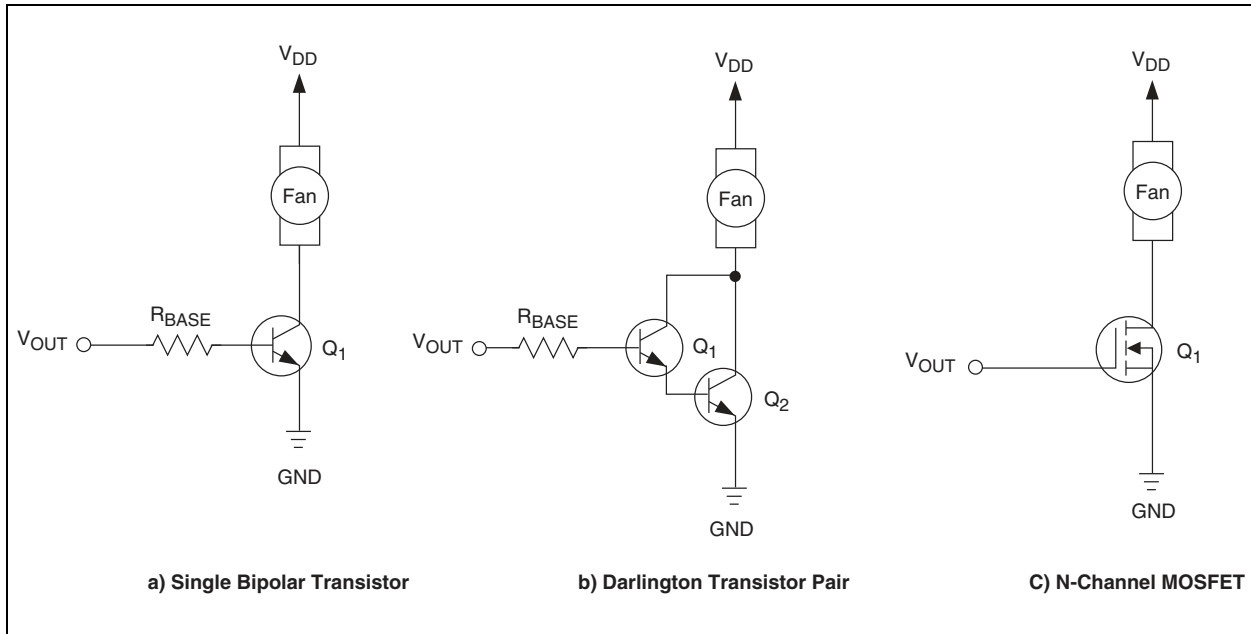 VDD
Fan
RBASE
VOUT
Q1
GND
a) Single Bipolar Transistor
VDD
Fan
RBASE
VOUT
Q1
Q2
GND
b) Darlington Transistor Pair
VDD
Fan
VOUT
Q1
GND
C) N-Channel MOSFET